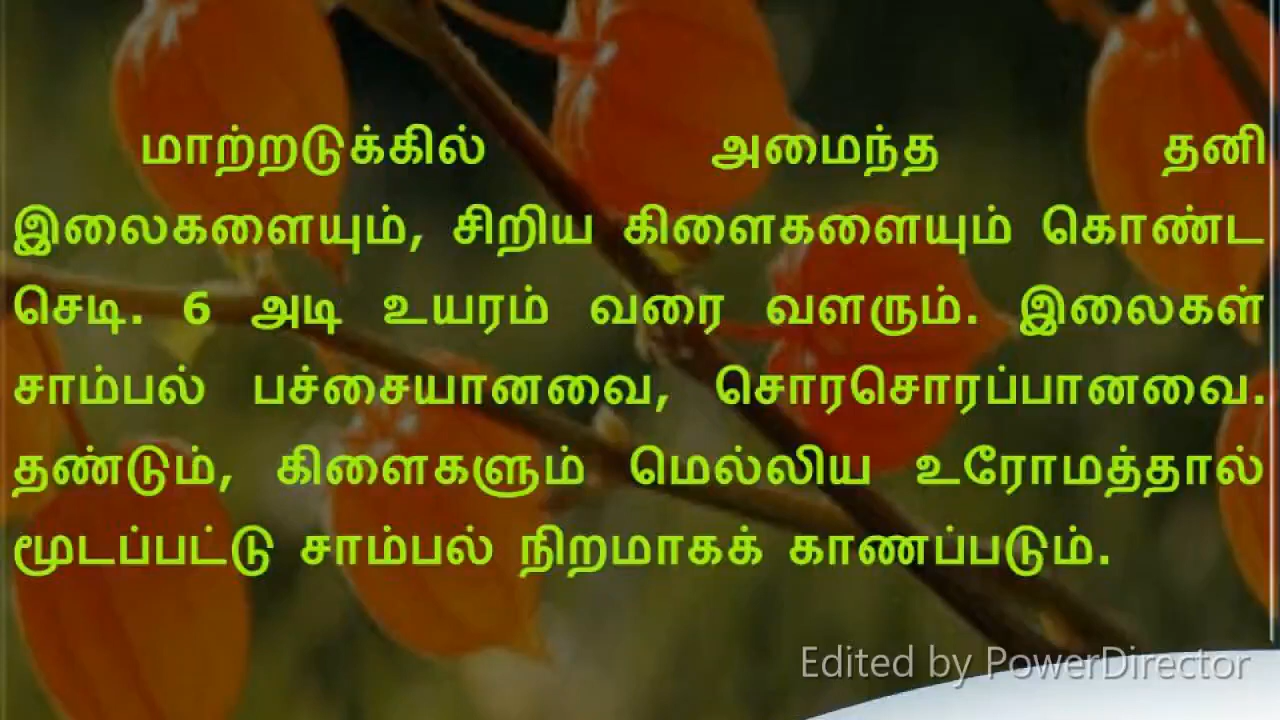 மாற்றடுக்கில் அமைந்த தனி
இலைகளையும், சிறிய கிளைகளையும் கொண்ட
செடி. 6 அடி உயரம் வரை வளரும். இலைகள்
சாம்பல் பச்சையானவை, சொரசொரப்பானவை.
தண்டும், கிளைகளும் மெல்லிய உரோமத்தால்
மூடப்பட்டு சாம்பல் நிறமாகக் காணப்படும்.
Edited by PowerDirector